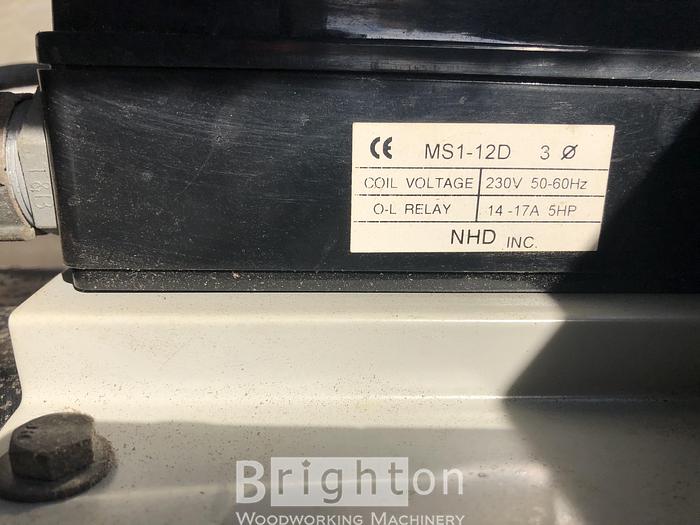 CE MS1-12D 3 Ø
COIL VOLTAGE 230V 50-60Hz
O-L RELAY 14-17A 5HP
NHD INC.
Brighton
WOODWORKING MACHINERY